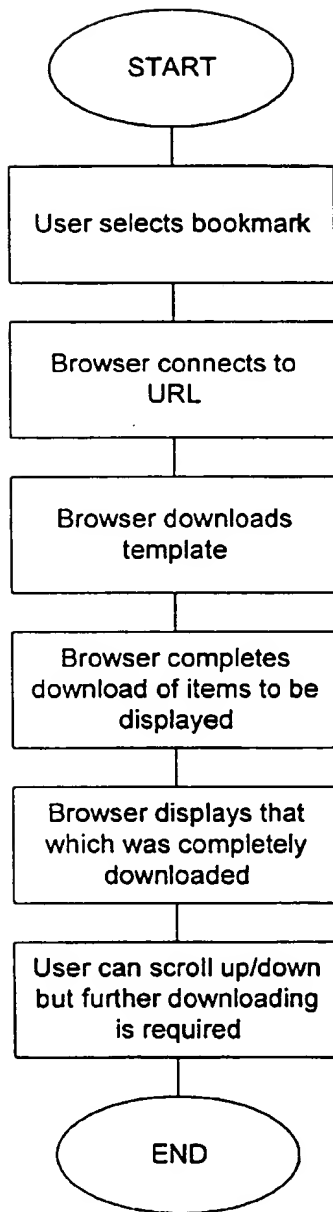 START
User selects bookmark
Browser connects to
URL
Browser downloads
template
Browser completes
download of items to be
displayed
Browser displays that
which was completely
downloaded
User can scroll up/down
but further downloading
is required
END